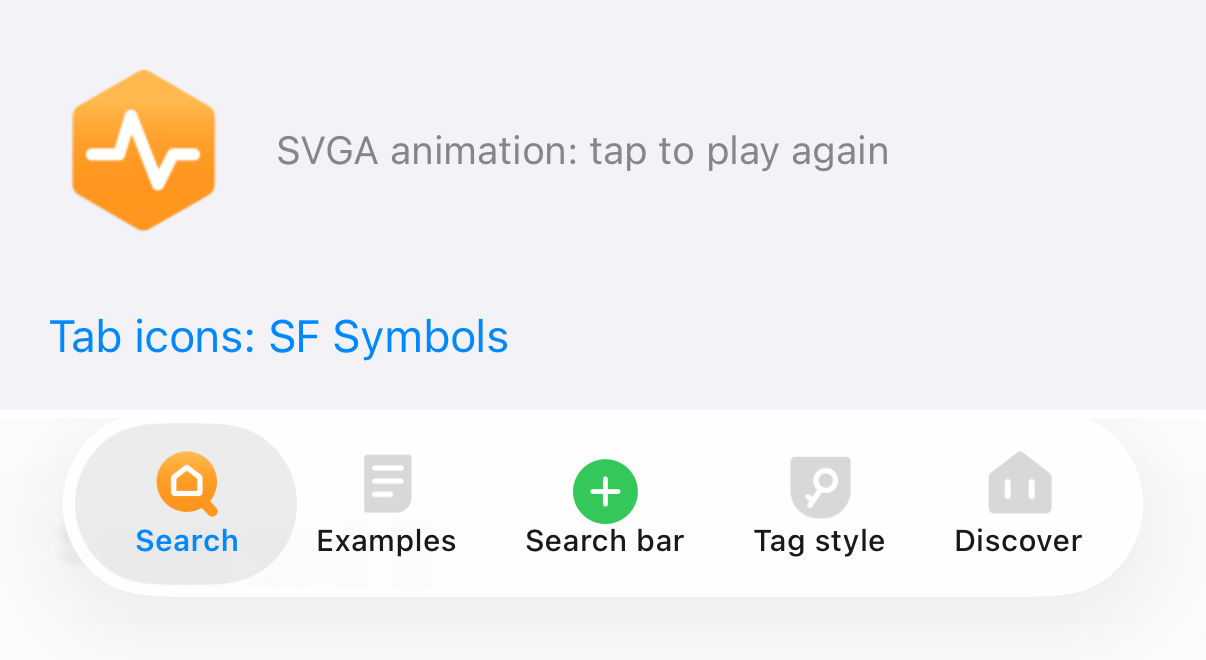 SVGA animation: tap to play again
Tab icons: SF Symbols
Search
Examples
Search bar
Tag style
Discover